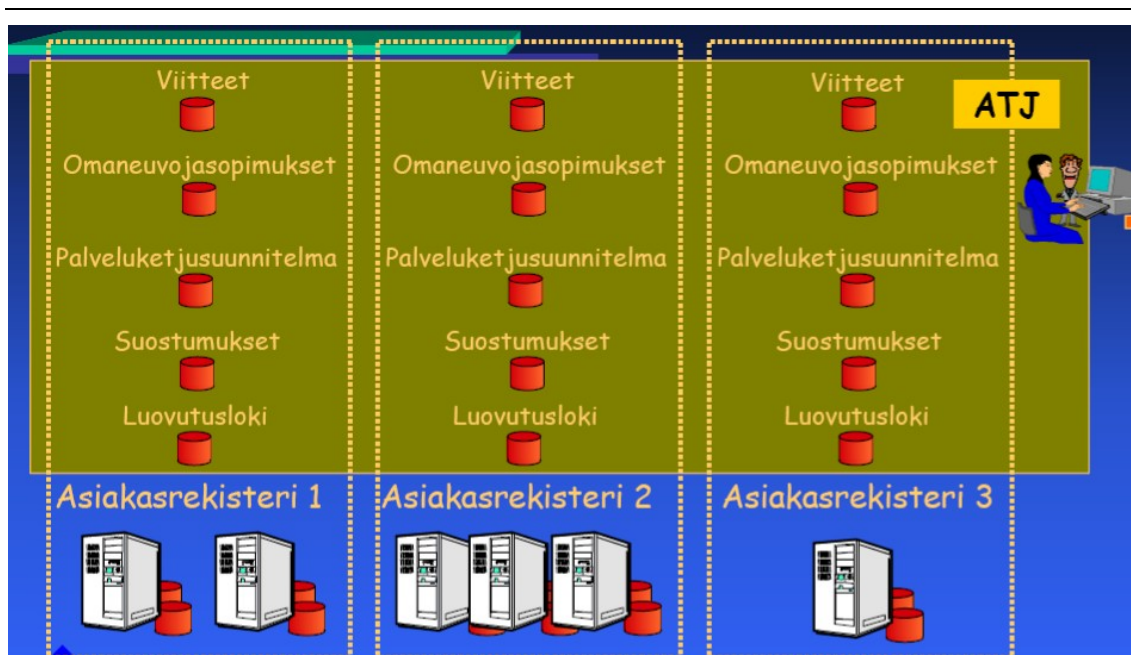 Viitteet
Viitteet
Viitteet
ATJ
Omaneuvojasopimukset
Omaneuvojasopimukset
Omaneuvojasopimukset
Palveluketjusuunnitelma
Palveluketjusuunnitelma
Palveluketjusuunnitelma
Suostumukset
Suostumukset
Suostumukset
Luovutusloki
Luovutusloki
Luovutusloki
Asiakasrekisteri 1
Asiakasrekisteri 2
Asiakasrekisteri 3